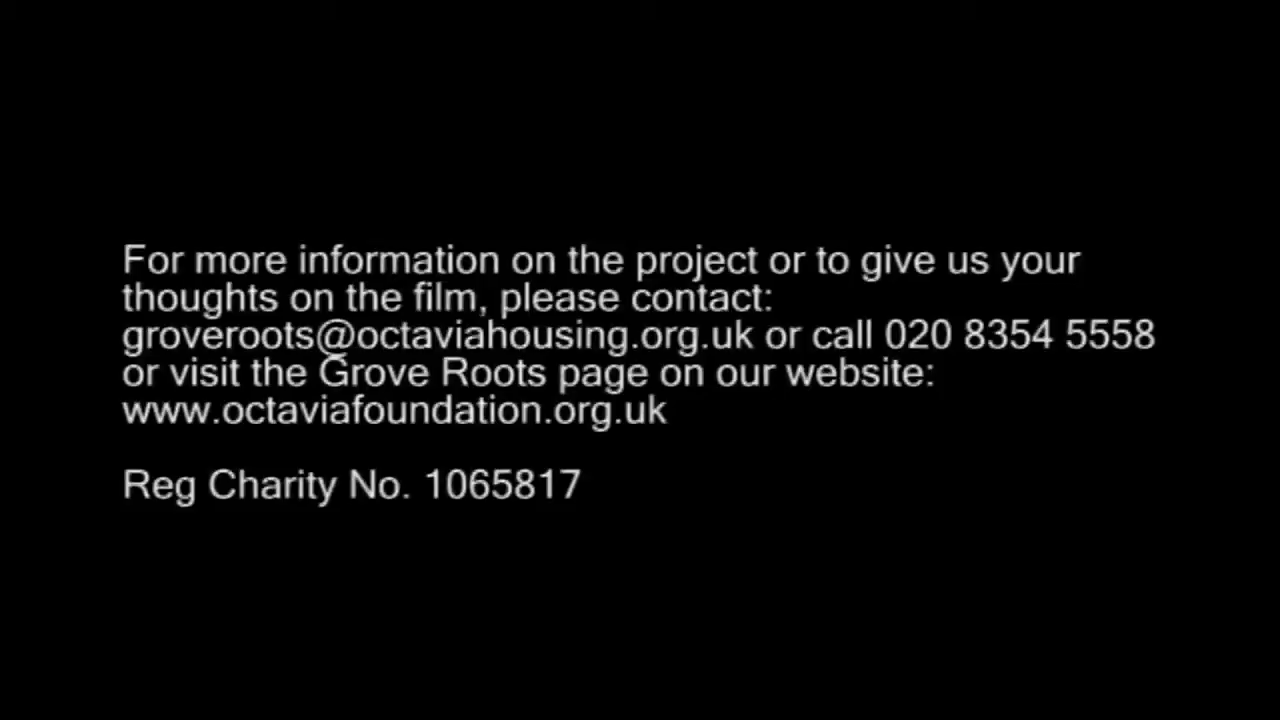 For more information on the project or to give us your
thoughts on the film, please contact:
groveroots@octaviahousing.org.uk or call 020 8354 5558
or visit the Grove Roots page on our website:
www.octaviafoundation.org.uk
Reg Charity No. 1065817